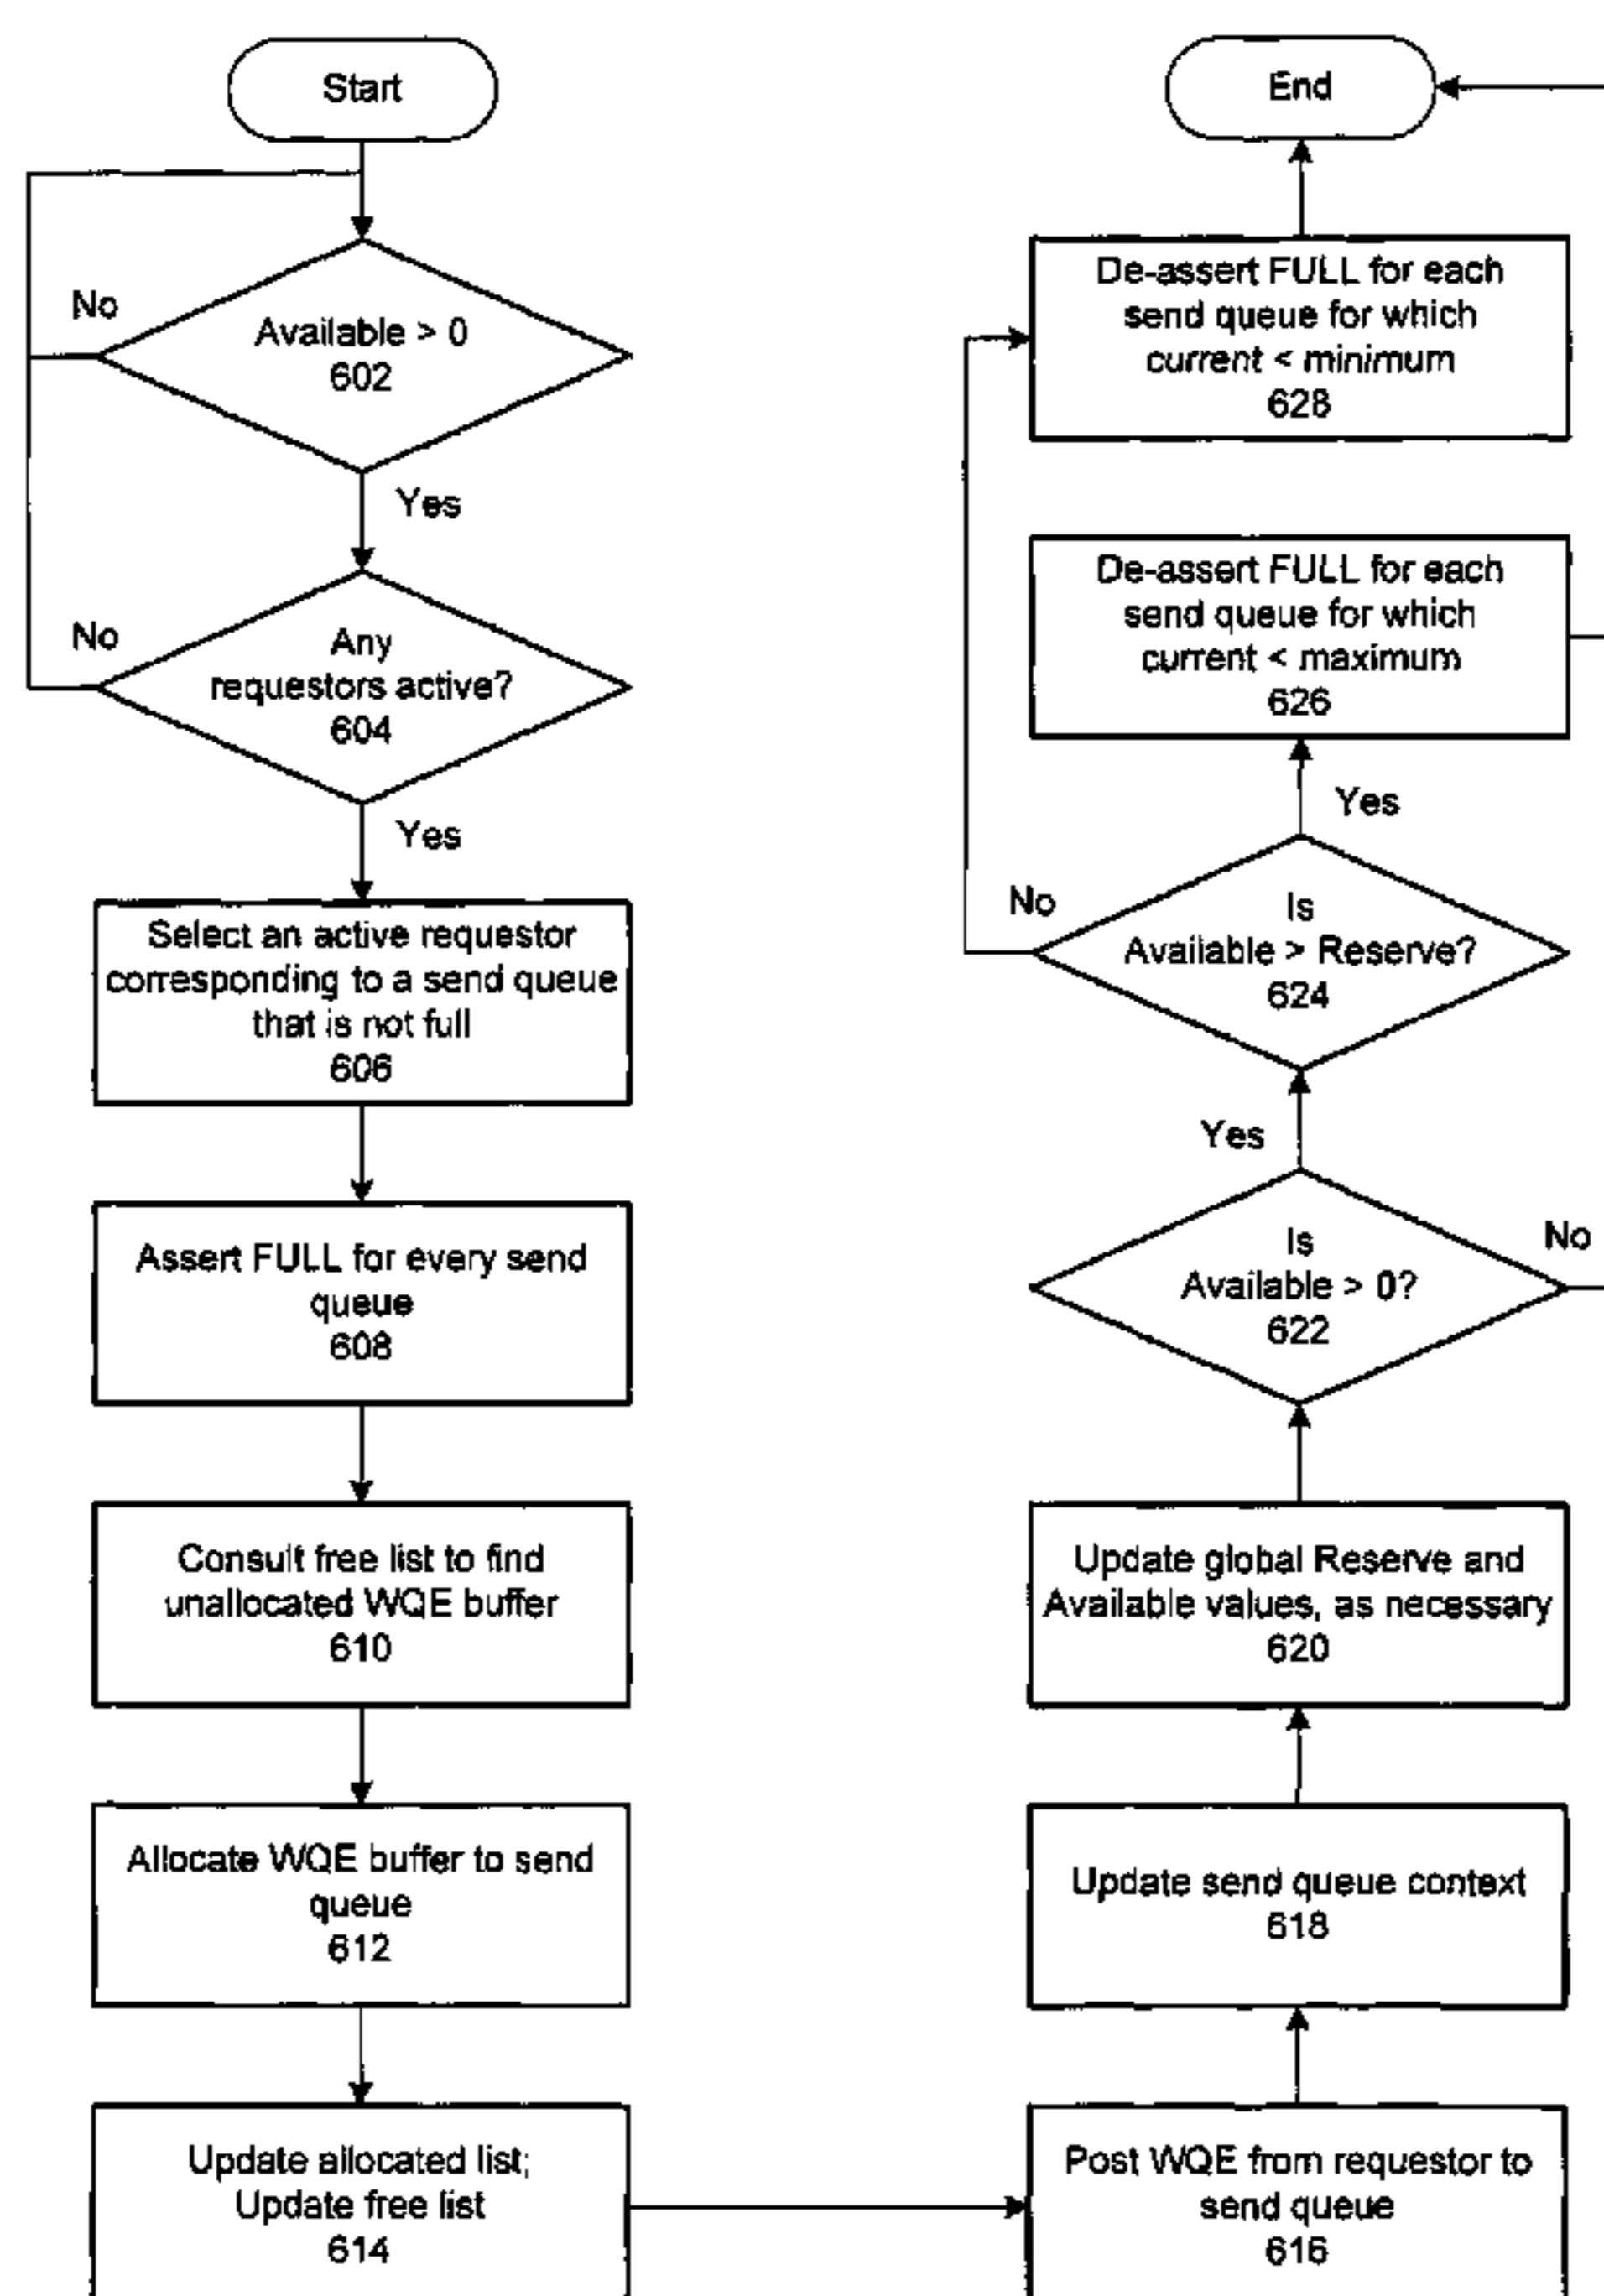 Start
No
Available > 0
602
Yes
No
Any
requestors active?
604
Yes
Select an active requestor
corresponding to a send queue
that is not full
606
Assert FULL for every send
queue
608
Consult free list to find
unallocated WQE buffer
610
Allocate WQE buffer to send
queue
612
Update allocated list;
Update free list
614
Post WQE from requestor to
send queue
616
Update send queue context
618
Update global Reserve and
Available values, as necessary
620
Is
Available > 0?
622
No
Yes
Is
Available > Reserve?
624
No
Yes
De-assert FULL for each
send queue for which
current < maximum
626
De-assert FULL for each
send queue for which
current < minimum
628
End